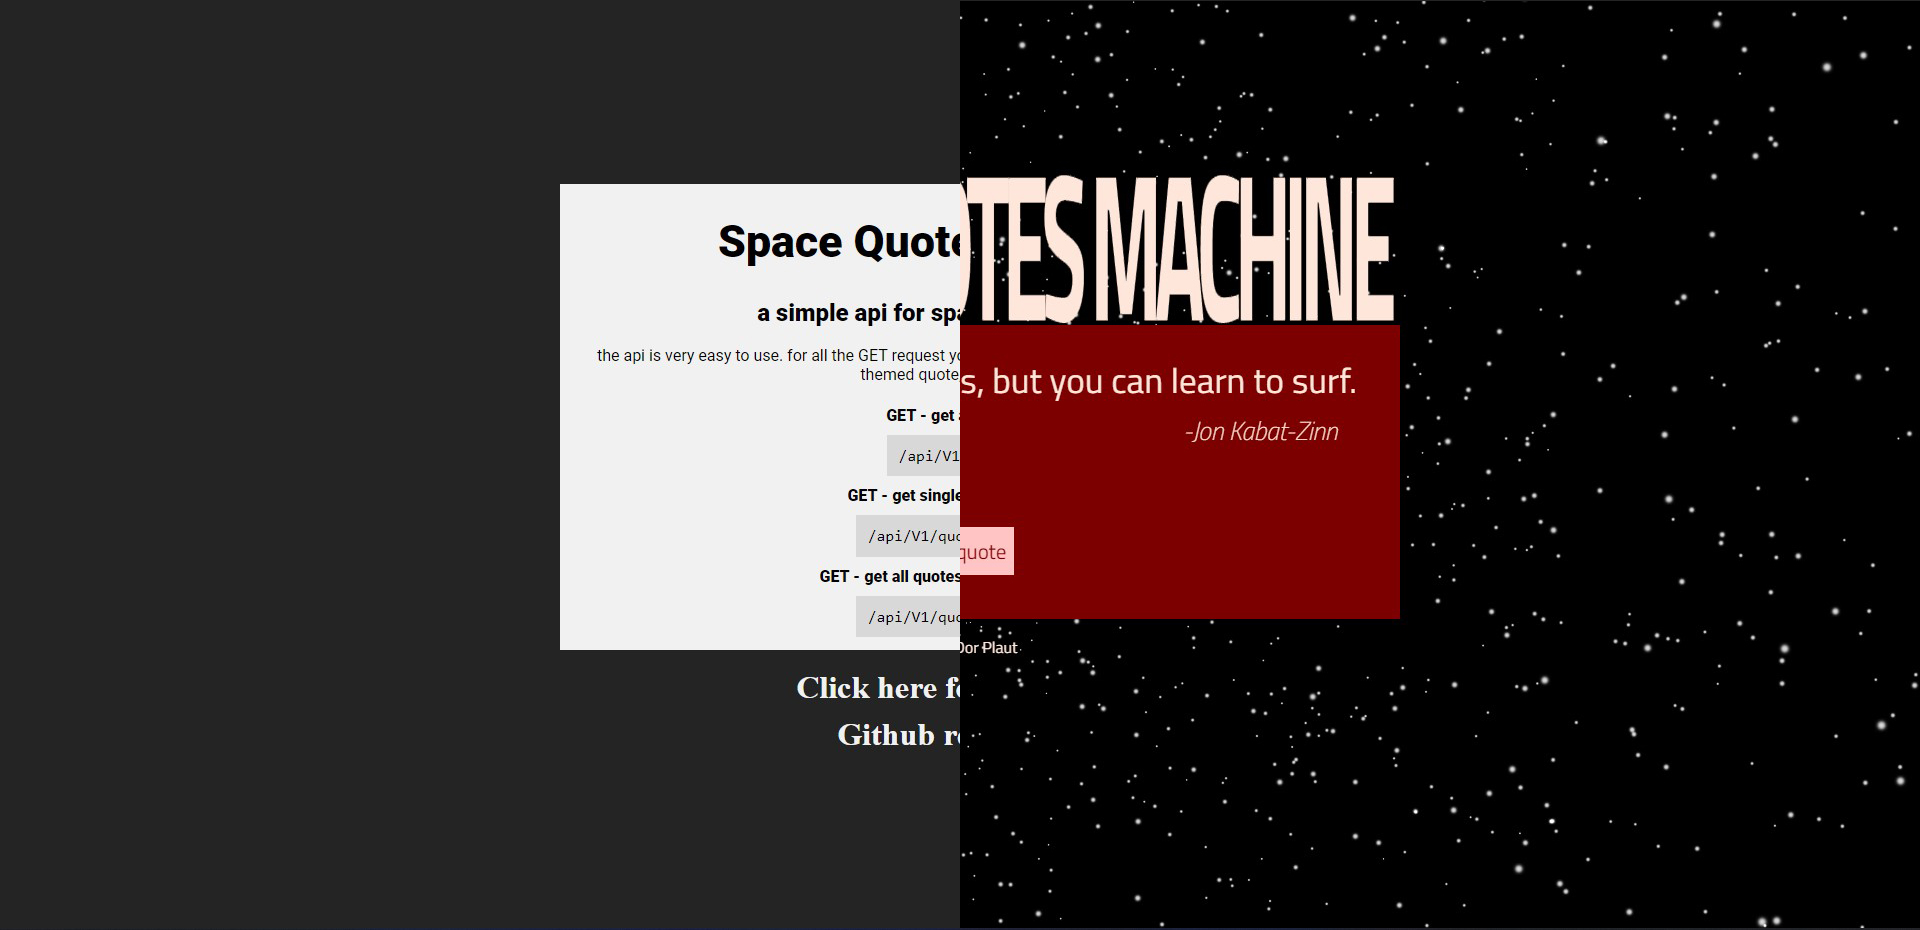 Space Quote
a simple api for spa
the api is very easy to use. for all the GET request yo
themed quote
GET - get
/api/V1
GET - get single
/api/V1/quo
GET - get all quotes
/api/V1/quo
Click here fo
Github re
OTES MACHINE
s, but you can learn to surf.
-Jon Kabat-Zinn
quote
Dor Plaut